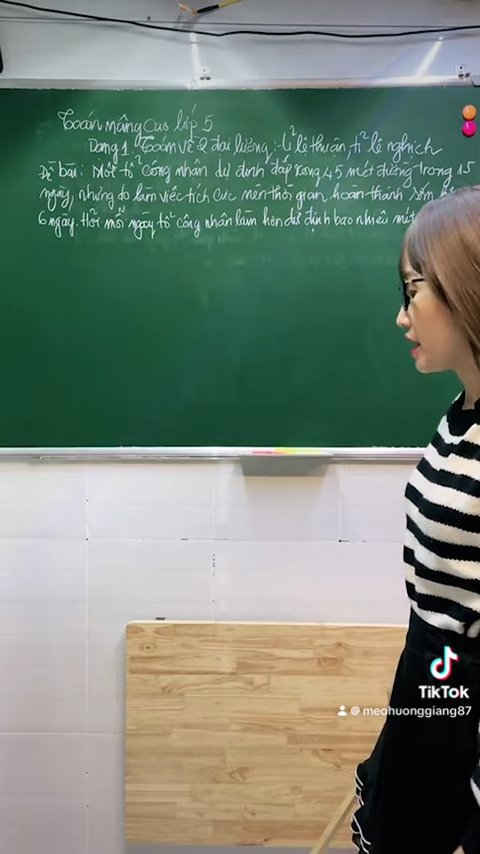 Toán nâng cao lớp 5
Dạng 1 Toán về 2 đại lượng: tỉ lệ thuận, tỉ lệ nghịch
Đề bài: Một tổ công nhân dự định đắp xong 45 mét đường trong 15
ngày, nhưng do làm việc tích cực nên thời gian hoàn thành sớm
6 ngày. Hỏi mỗi ngày, tổ công nhân làm hơn dự định bao nhiêu mét
TikTok
@meohuonggiang87